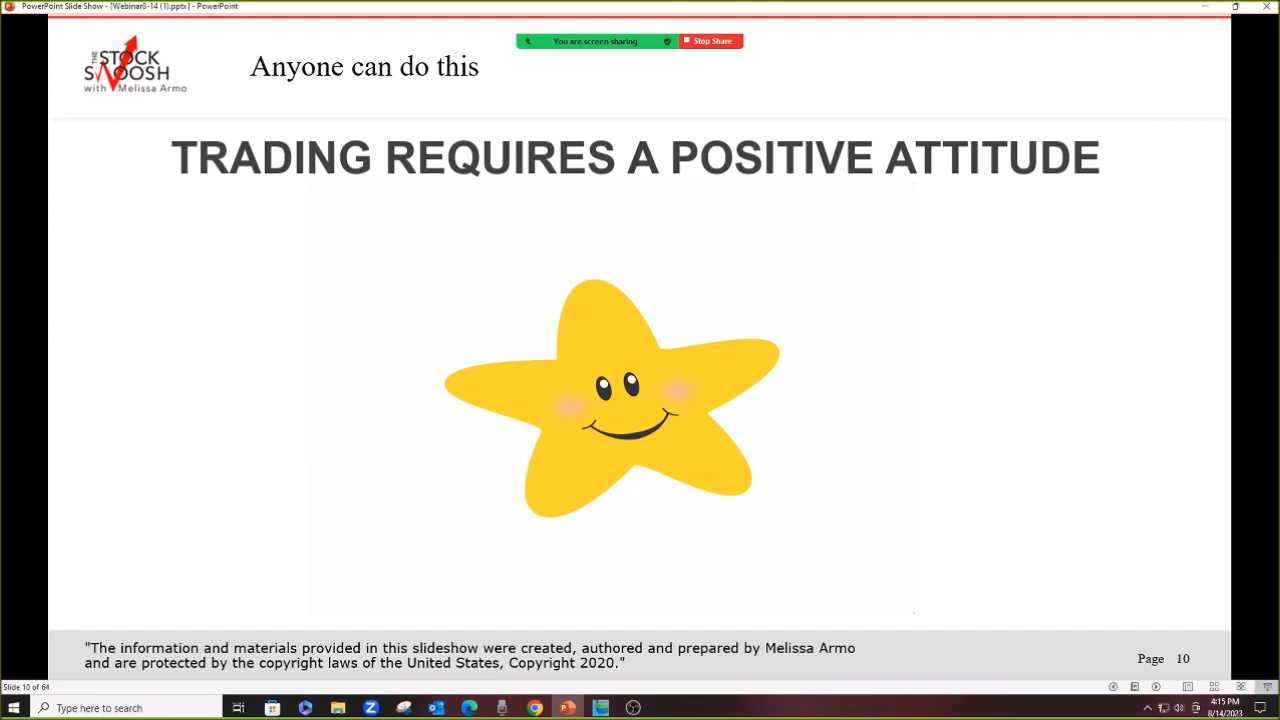 PowerPoint Slide Show - [Webinar8-14 (1).pptx] - PowerPoint
You are screen sharing
Stop Share
THE
STOCK
SWOOSH
with Melissa Armo
Anyone can do this
TRADING REQUIRES A POSITIVE ATTITUDE
"The information and materials provided in this slideshow were created, authored and prepared by Melissa Armo
and are protected by the copyright laws of the United States, Copyright 2020."
Page 10
Slide 10 of 64
Type here to search
4:15 PM
8/14/2023